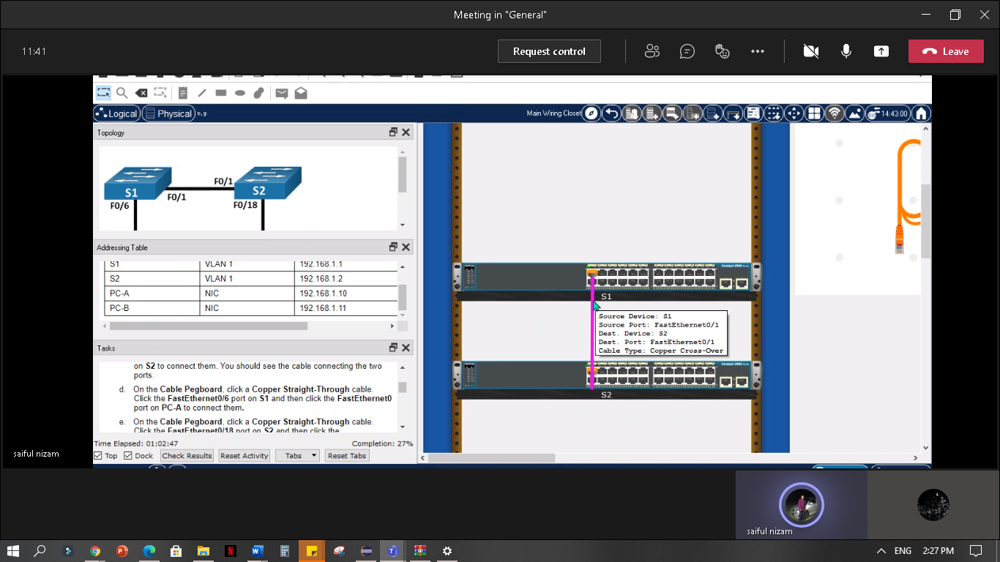 Meeting in "General"
11:41
Request control
Leave
Logical
Physical
x, y:
Main Wiring Closet
14:43:00
Topology
S1
S2
F0/1
F0/1
F0/6
F0/18
Addressing Table
S1 VLAN 1 192.168.1.1
S2 VLAN 1 192.168.1.2
PC-A NIC 192.168.1.10
PC-B NIC 192.168.1.11
Tasks
on S2 to connect them. You should see the cable connecting the two
ports.
d. On the Cable Pegboard, click a Copper Straight-Through cable.
Click the FastEthernet0/6 port on S1 and then click the FastEthernet0
port on PC-A to connect them.
e. On the Cable Pegboard, click a Copper Straight-Through cable.
Click the FastEthernet0/18 port on S2 and then click the
Time Elapsed: 01:02:47 Completion: 27%
Top Dock Check Results Reset Activity Tabs Reset Tabs
S1
Source Device: S1
Source Port: FastEthernet0/1
Dest. Device: S2
Dest. Port: FastEthernet0/1
Cable Type: Copper Cross-Over
S2
saiful nizam
saiful nizam
ENG 2:27 PM